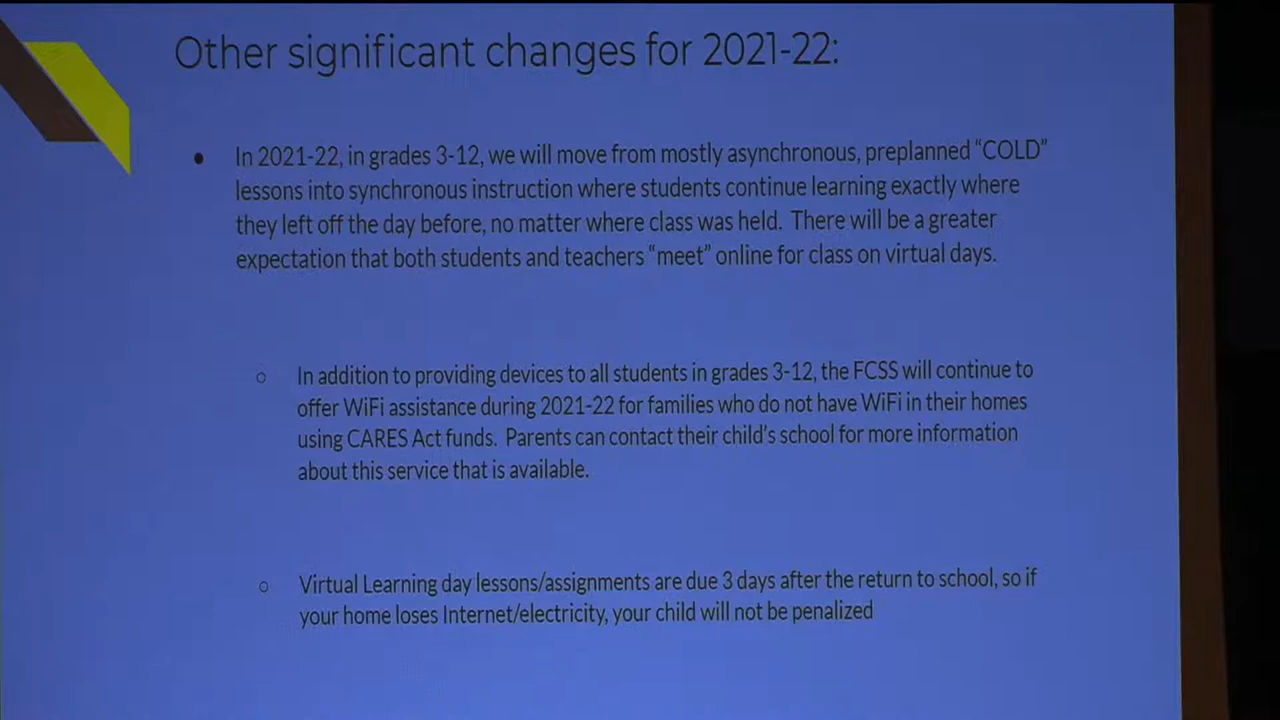 Other significant changes for 2021-22:
● In 2021-22, in grades 3-12, we will move from mostly asynchronous, preplanned “COLD”
lessons into synchronous instruction where students continue learning exactly where
they left off the day before, no matter where class was held. There will be a greater
expectation that both students and teachers “meet” online for class on virtual days.
○ In addition to providing devices to all students in grades 3-12, the FCSS will continue to
offer WiFi assistance during 2021-22 for families who do not have WiFi in their homes
using CARES Act funds. Parents can contact their child’s school for more information
about this service that is available.
○ Virtual Learning day lessons/assignments are due 3 days after the return to school, so if
your home loses Internet/electricity, your child will not be penalized